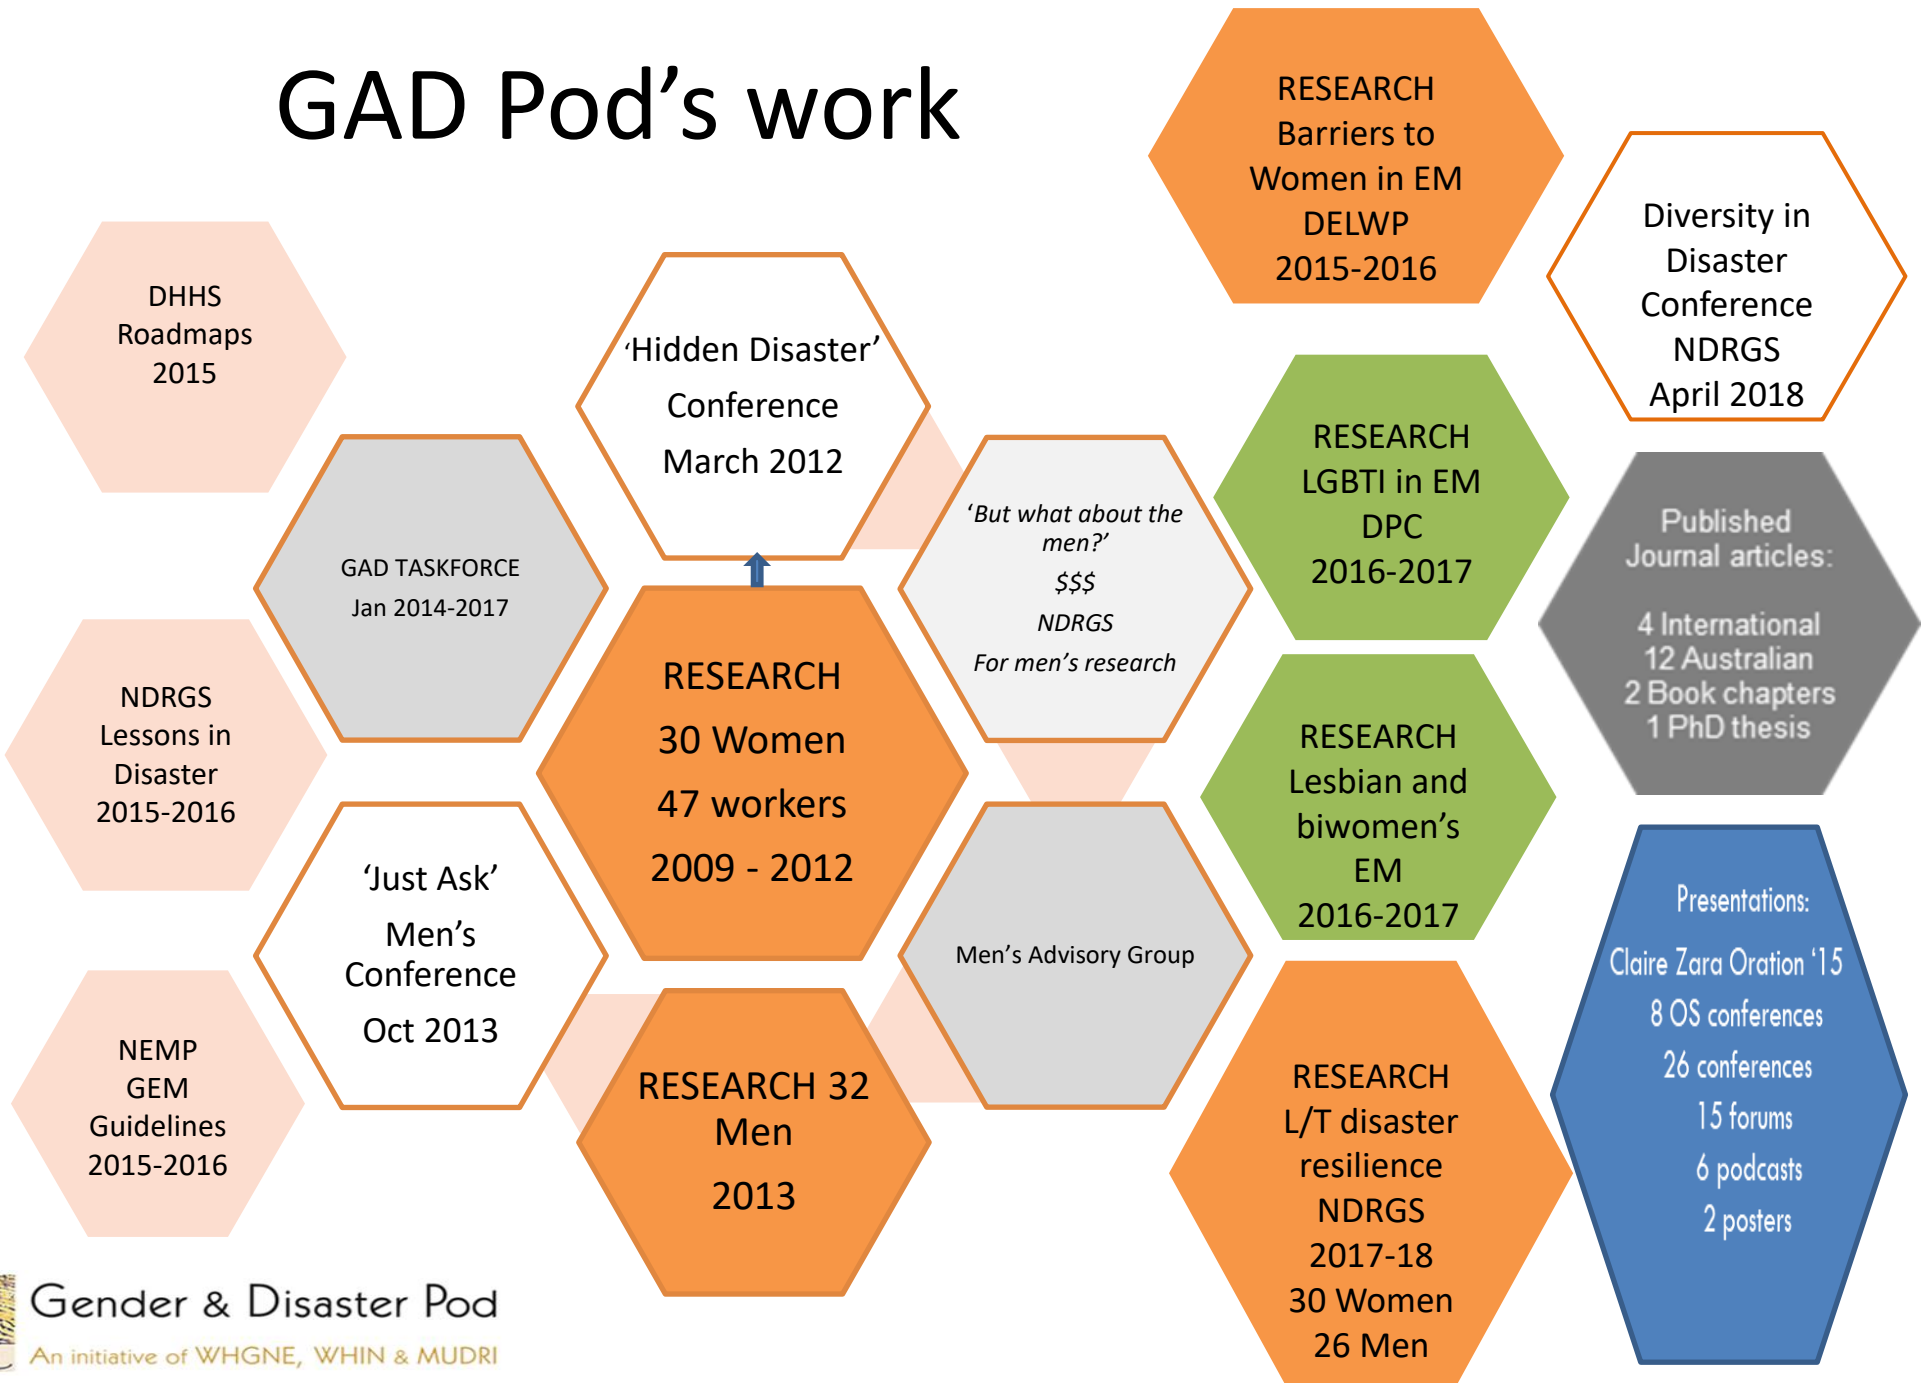 GAD Pod’s work
DHHS
Roadmaps
2015
NDRGS
Lessons in
Disaster
2015-2016
NEMP
GEM
Guidelines
2015-2016
GAD TASKFORCE
Jan 2014-2017
‘Just Ask’
Men’s
Conference
Oct 2013
‘Hidden Disaster’
Conference
March 2012
RESEARCH
30 Women
47 workers
2009 - 2012
RESEARCH 32
Men
2013
‘But what about the
men?’
$$$
NDRGS
For men’s research
Men’s Advisory Group
RESEARCH
Barriers to
Women in EM
DELWP
2015-2016
RESEARCH
LGBTI in EM
DPC
2016-2017
RESEARCH
Lesbian and
biwomen’s
EM
2016-2017
RESEARCH
L/T disaster
resilience
NDRGS
2017-18
30 Women
26 Men
Diversity in
Disaster
Conference
NDRGS
April 2018
Published
Journal articles:
4 International
12 Australian
2 Book chapters
1 PhD thesis
Presentations:
Claire Zara Oration ‘15
8 OS conferences
26 conferences
15 forums
6 podcasts
2 posters
Gender & Disaster Pod
An initiative of WHGNE, WHIN & MUDRI